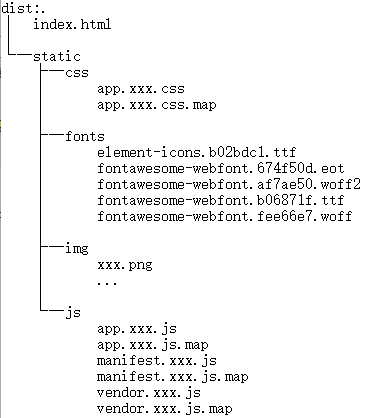 dist:.
index.html
static
css
app.xxx.css
app.xxx.css.map
fonts
element-icons.b02bdc1.ttf
fontawesome-webfont.674f50d.eot
fontawesome-webfont.af7ae50.woff2
fontawesome-webfont.b06871f.ttf
fontawesome-webfont.fee66e7.woff
img
xxx.png
...
js
app.xxx.js
app.xxx.js.map
manifest.xxx.js
manifest.xxx.js.map
vendor.xxx.js
vendor.xxx.js.map